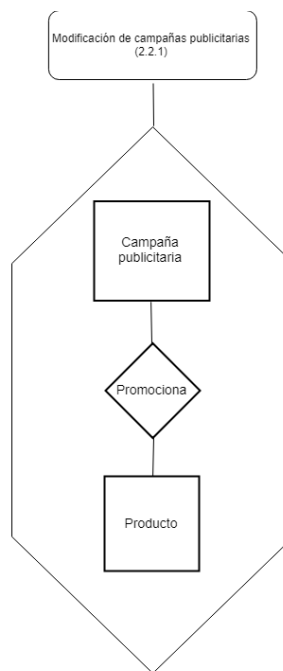 Modificación de campañas publicitarias
(2.2.1)
Campaña
publicitaria
Promociona
Producto